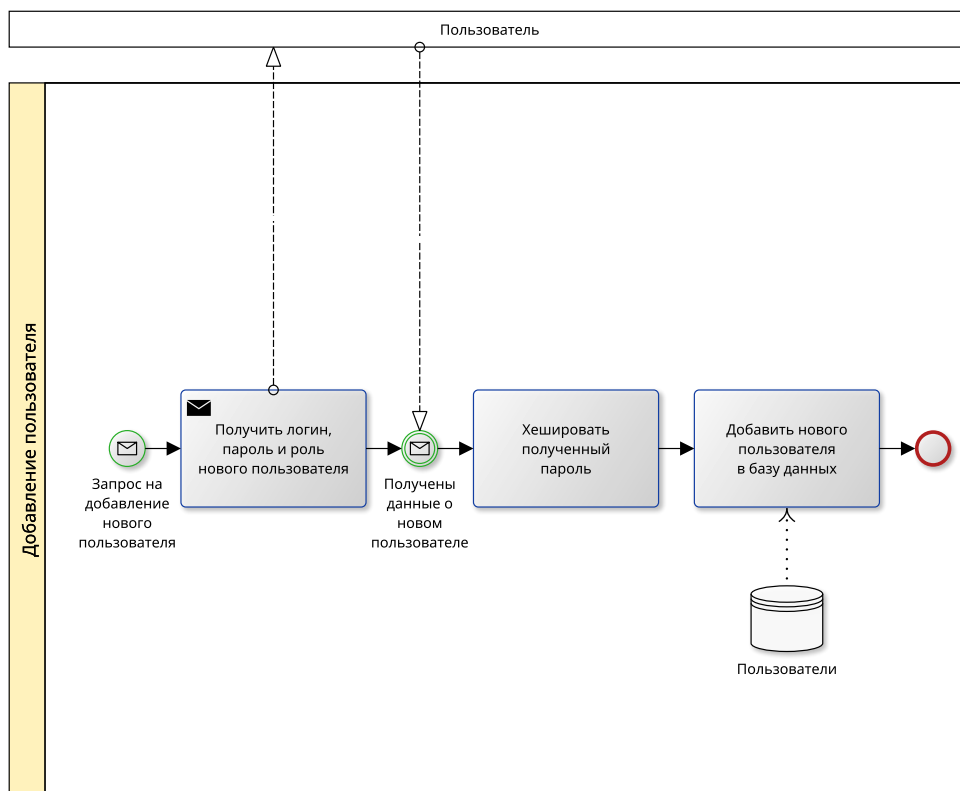 Пользователь
Добавление пользователя
Получить логин,
пароль и роль
нового пользователя
Хешировать
полученный
пароль
Добавить нового
пользователя
в базу данных
Запрос на
добавление
нового
пользователя
Получены
данные о
новом
пользователе
Пользователи